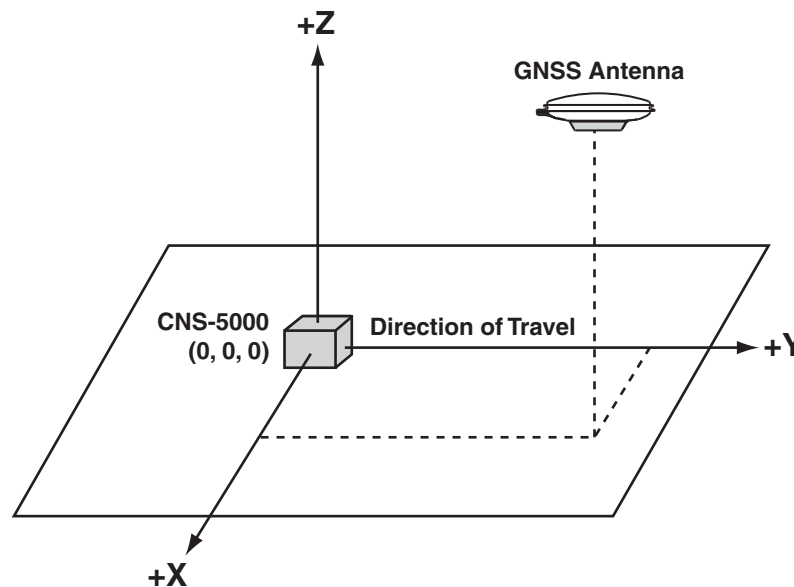 +Z
GNSS Antenna
CNS-5000
(0, 0, 0)
Direction of Travel
+Y
+X